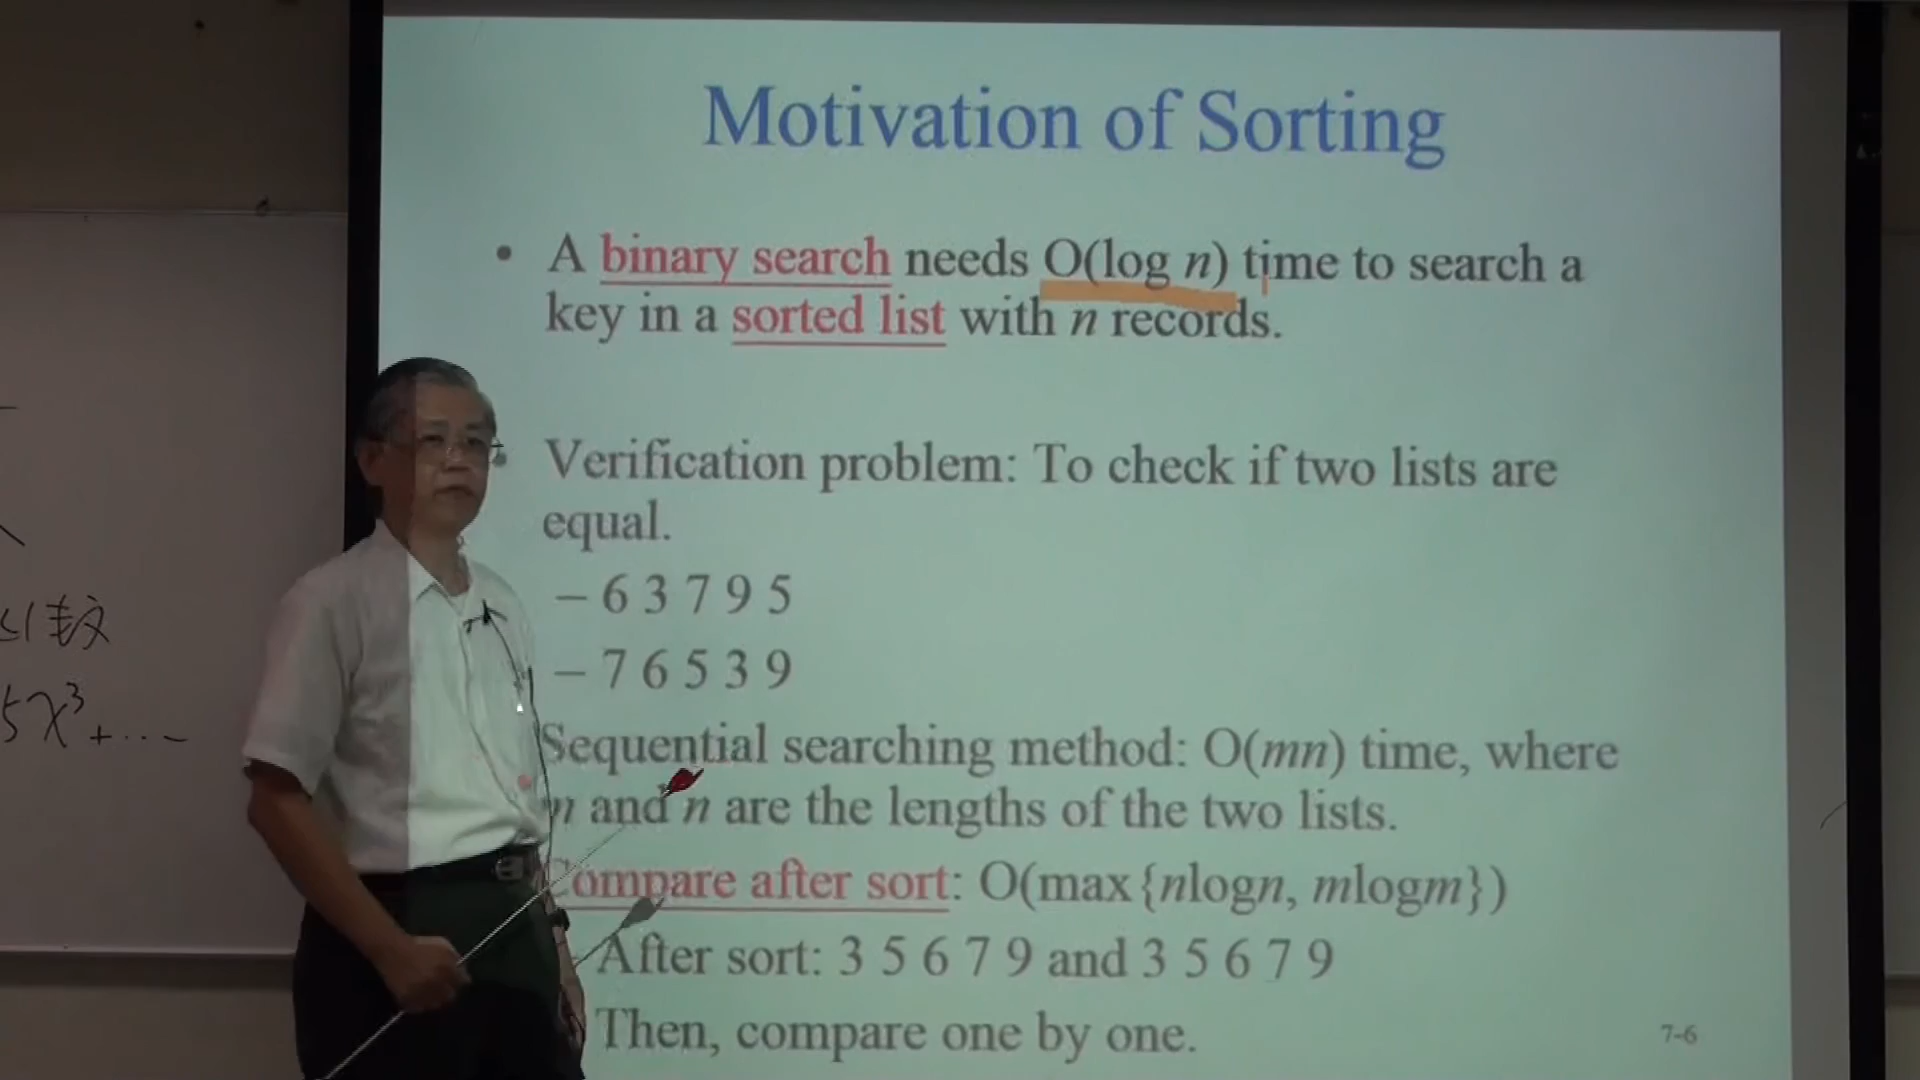 Motivation of Sorting
• A binary search needs O(log n) time to search a
key in a sorted list with n records.
Verification problem: To check if two lists are
equal.
– 6 3 7 9 5
– 7 6 5 3 9
Sequential searching method: O(mn) time, where
m and n are the lengths of the two lists.
Compare after sort: O(max{nlogn, mlogm})
After sort: 3 5 6 7 9 and 3 5 6 7 9
Then, compare one by one.
7-6
5x³+...